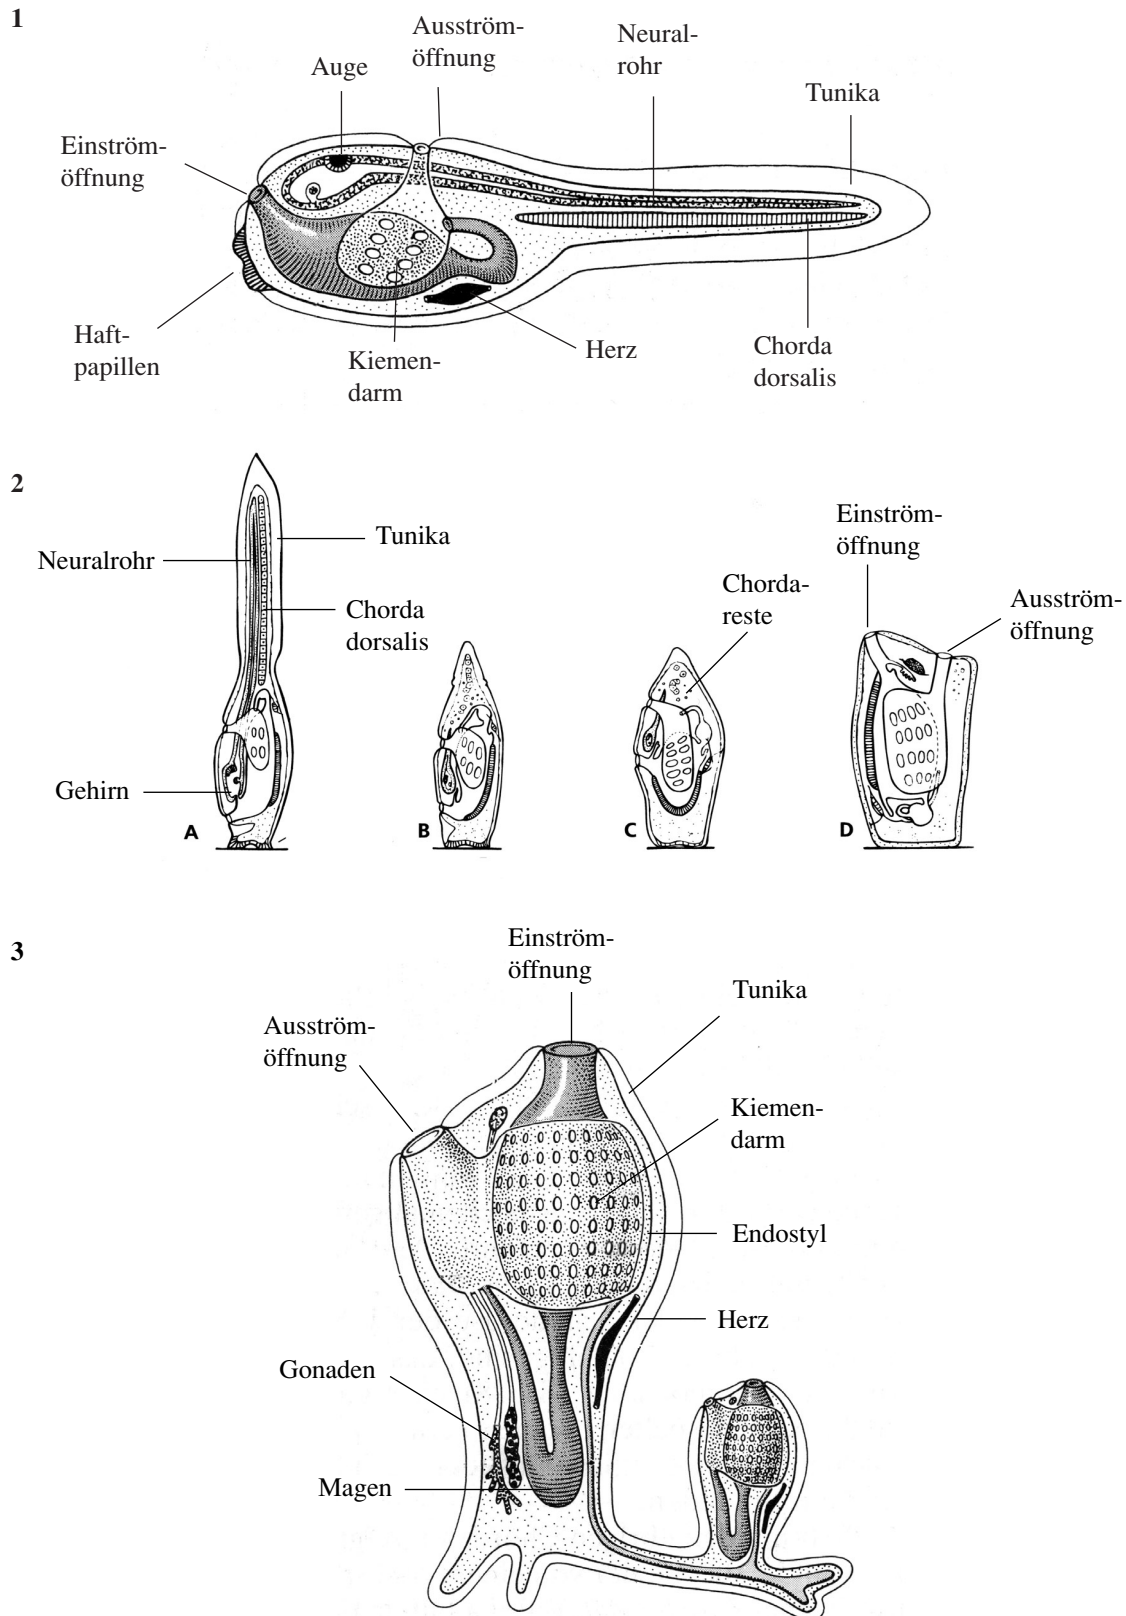 1
Ausström-
öffnung
Neural-
rohr
Auge
Tunika
Einström-
öffnung
Haft-
papillen
Kiemen-
darm
Herz
Chorda
dorsalis
2
Neuralrohr
Tunika
Chorda
dorsalis
Gehirn
Chorda-
reste
Einström-
öffnung
Ausström-
öffnung
A
B
C
D
3
Einström-
öffnung
Tunika
Ausström-
öffnung
Kiemen-
darm
Endostyl
Herz
Gonaden
Magen